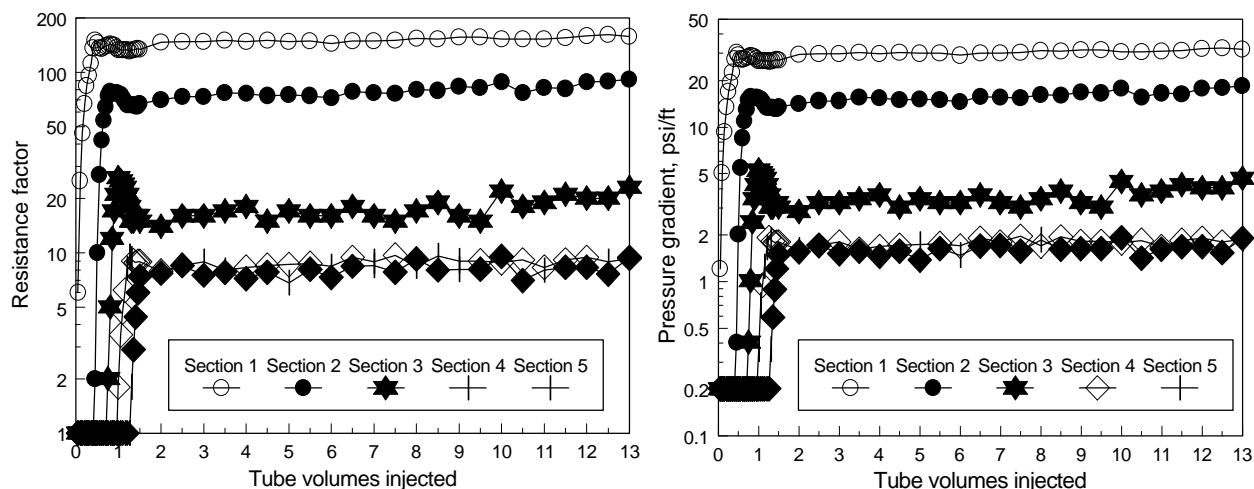 Resistance factor
200
100
50
20
10
5
2
1
Section 1 Section 2 Section 3 Section 4 Section 5
0 1 2 3 4 5 6 7 8 9 10 11 12 13
Tube volumes injected
Pressure gradient, psi/ft
50
20
10
5
2
1
0.5
0.2
0.1
Section 1 Section 2 Section 3 Section 4 Section 5
0 1 2 3 4 5 6 7 8 9 10 11 12 13
Tube volumes injected